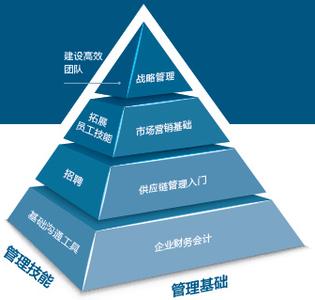 建设高效
团队
战略管理
拓展
员工技能
市场营销基础
招聘
供应链管理入门
基础沟通工具
企业财务会计
管理技能
管理基础